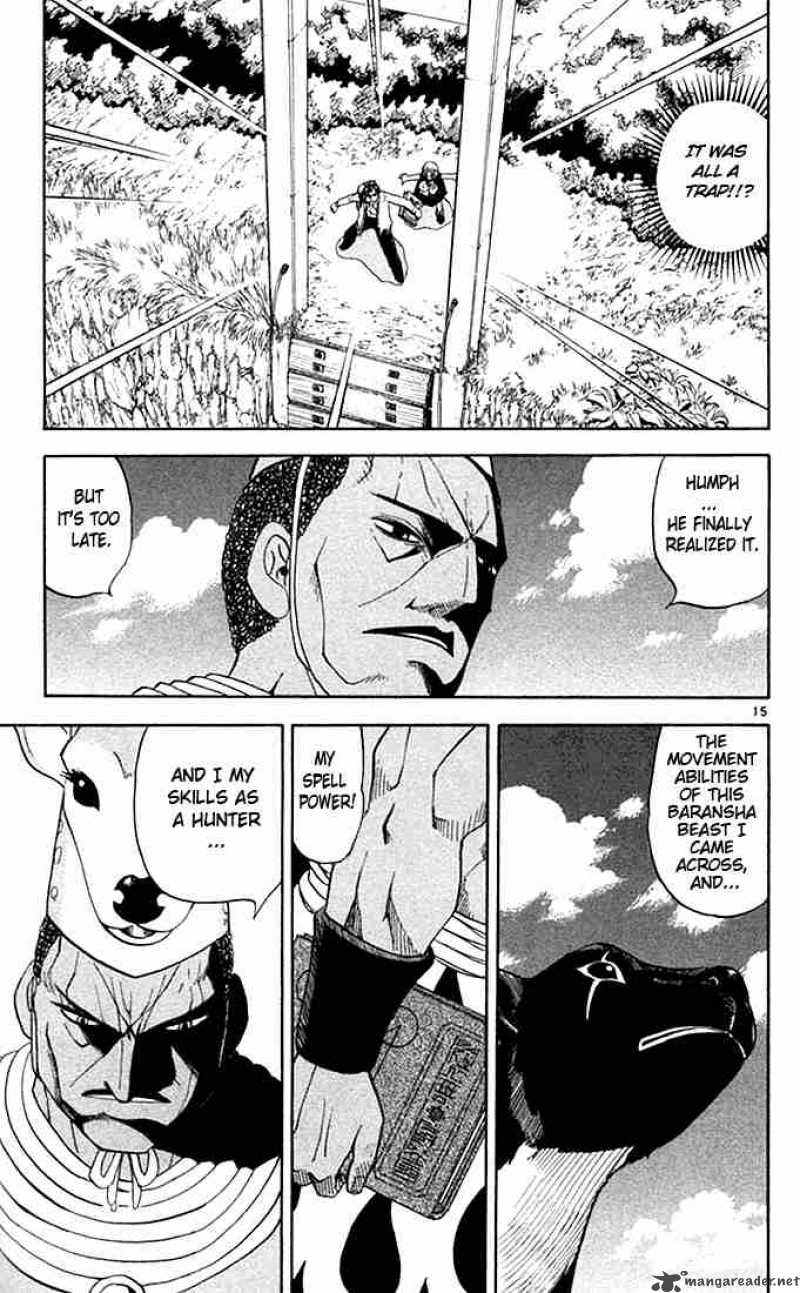 IT WAS
ALL A
TRAP!!?
HUMPH
...
HE FINALLY
REALIZED IT.
BUT
IT'S TOO
LATE.
15
THE
MOVEMENT
ABILITIES
OF THIS
BARANSHA
BEAST I
CAME
ACROSS,
AND...
MY
SPELL
POWER!
AND I MY
SKILLS AS
A HUNTER
...
mangareader.net